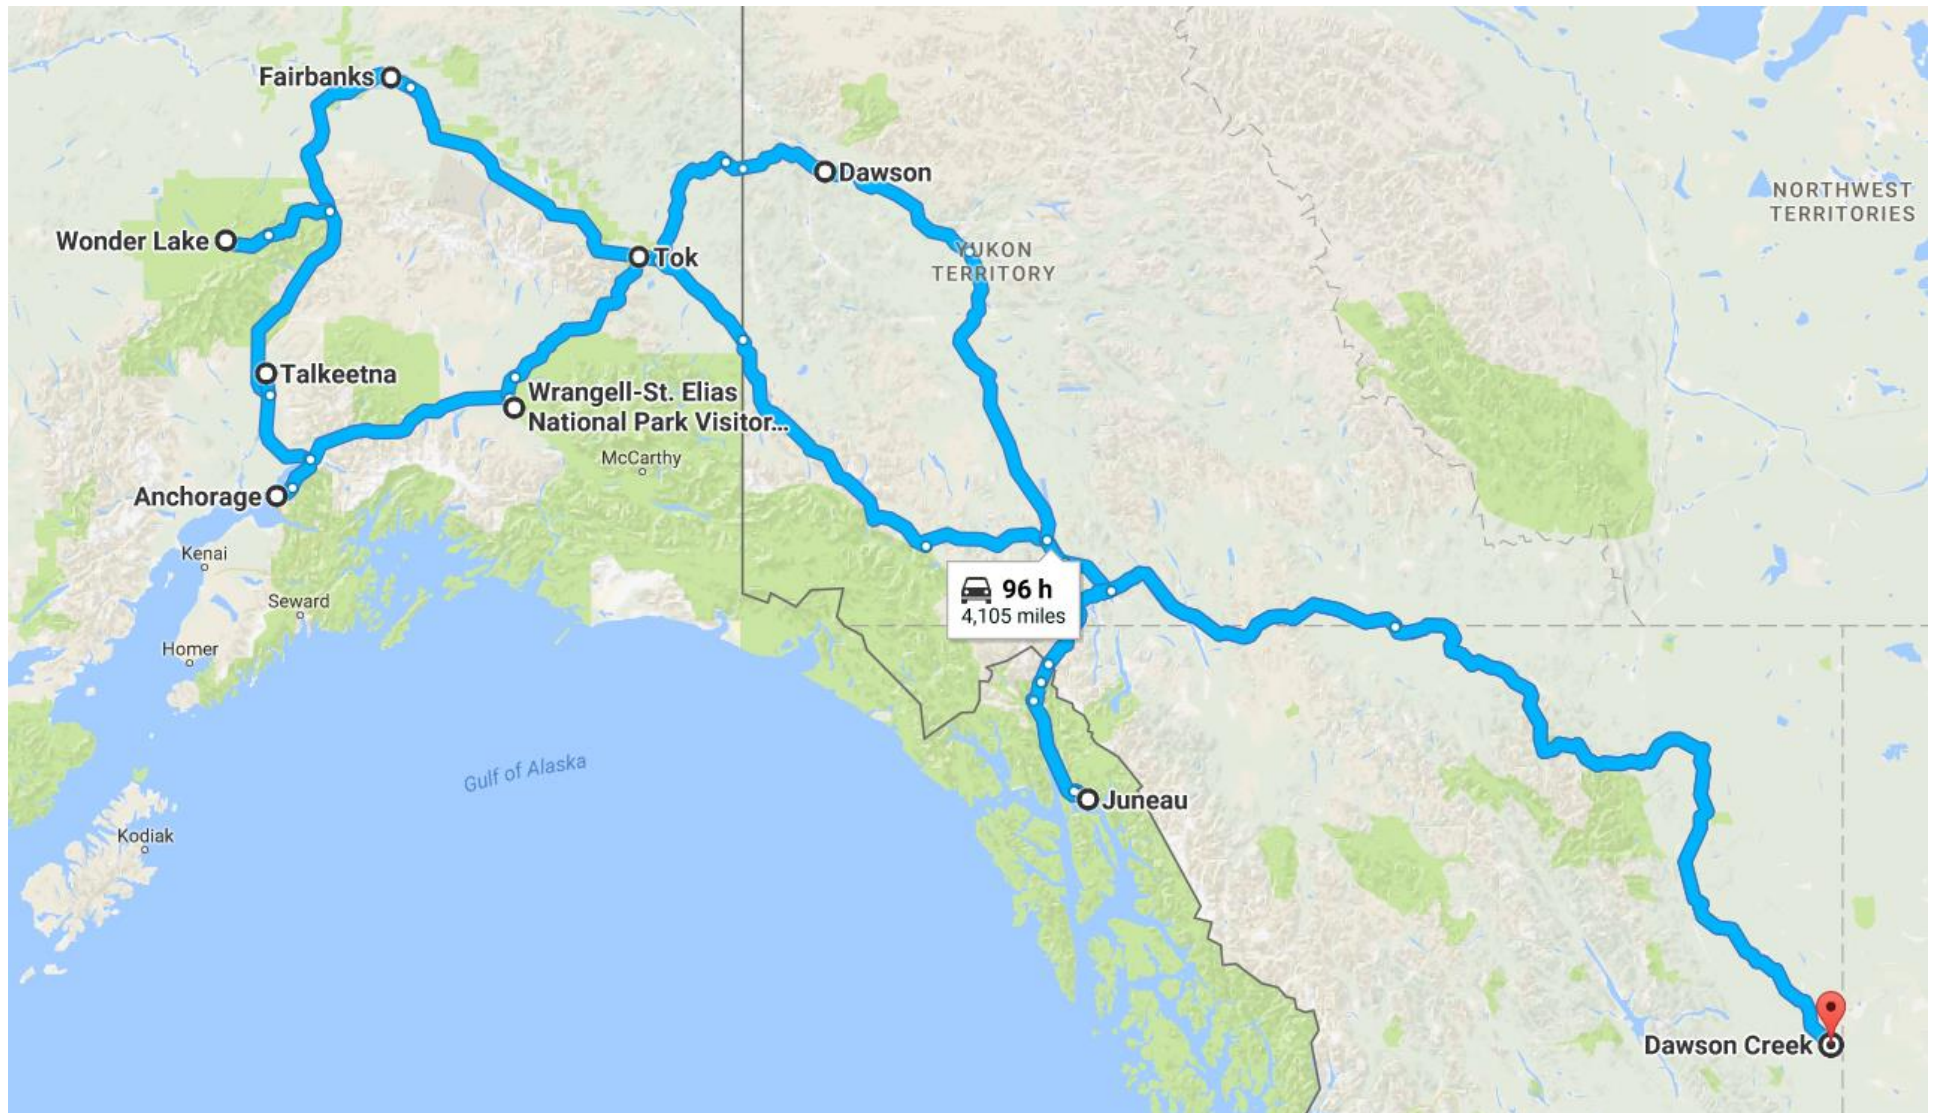 Fairbanks
Dawson
NORTHWEST
TERRITORIES
Wonder Lake
Tok
YUKON
TERRITORY
Talkeetna
Wrangell-St. Elias
National Park Visitor...
McCarthy
Anchorage
Kenai
96 h
4,105 miles
Seward
Homer
Gulf of Alaska
Juneau
Kodiak
Dawson Creek